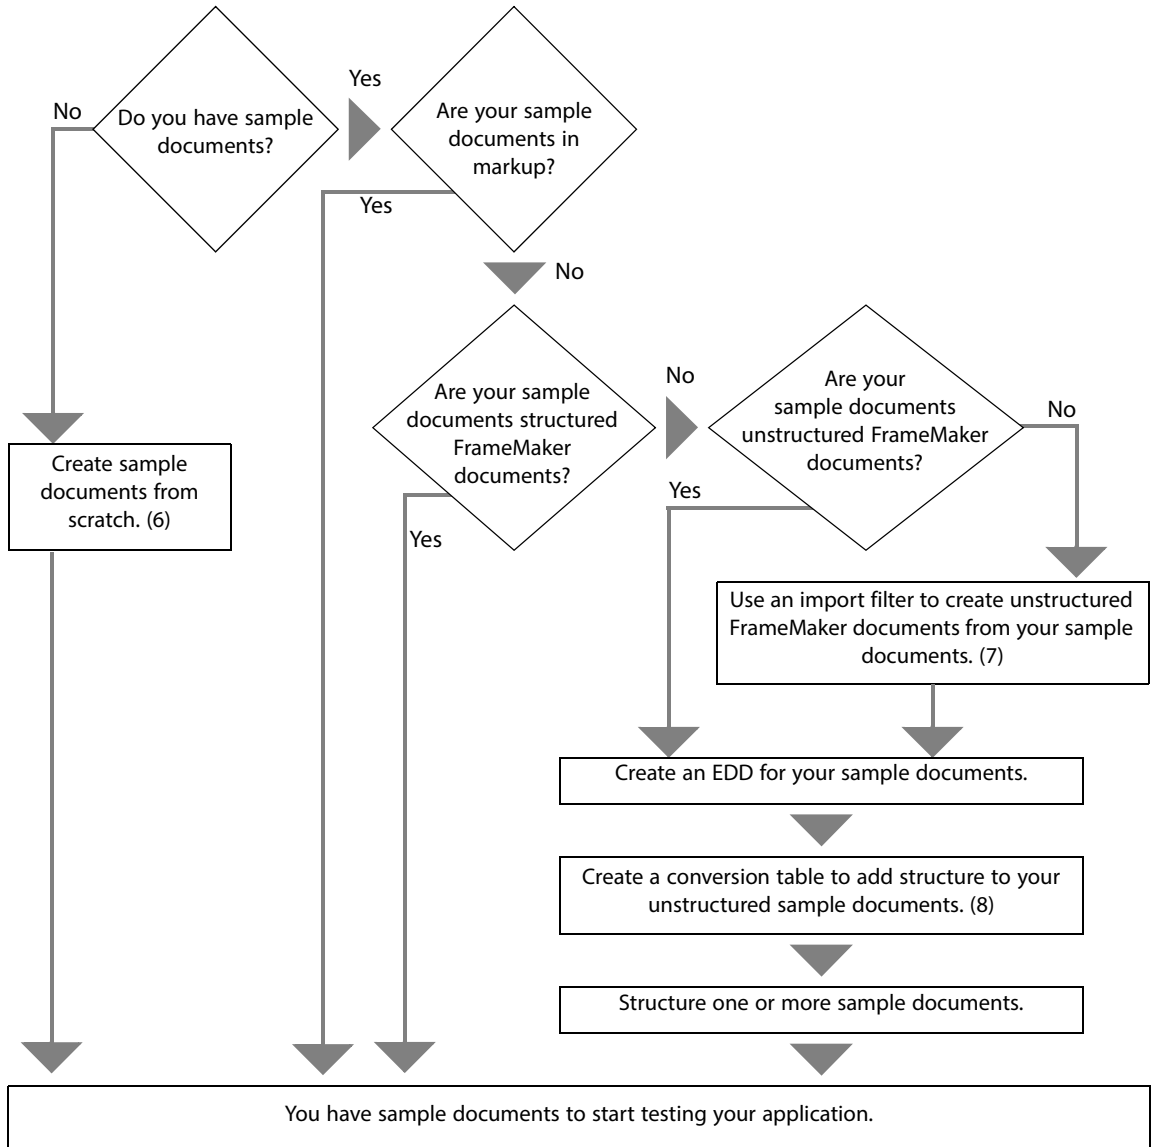 Yes
No
Do you have sample
documents?
Are your sample
documents in
markup?
Yes
No
Are your sample
documents structured
FrameMaker
documents?
No
Are your
sample documents
unstructured FrameMaker
documents?
No
Yes
Yes
Create sample
documents from
scratch. (6)
Use an import filter to create unstructured
FrameMaker documents from your sample
documents. (7)
Create an EDD for your sample documents.
Create a conversion table to add structure to your
unstructured sample documents. (8)
Structure one or more sample documents.
You have sample documents to start testing your application.